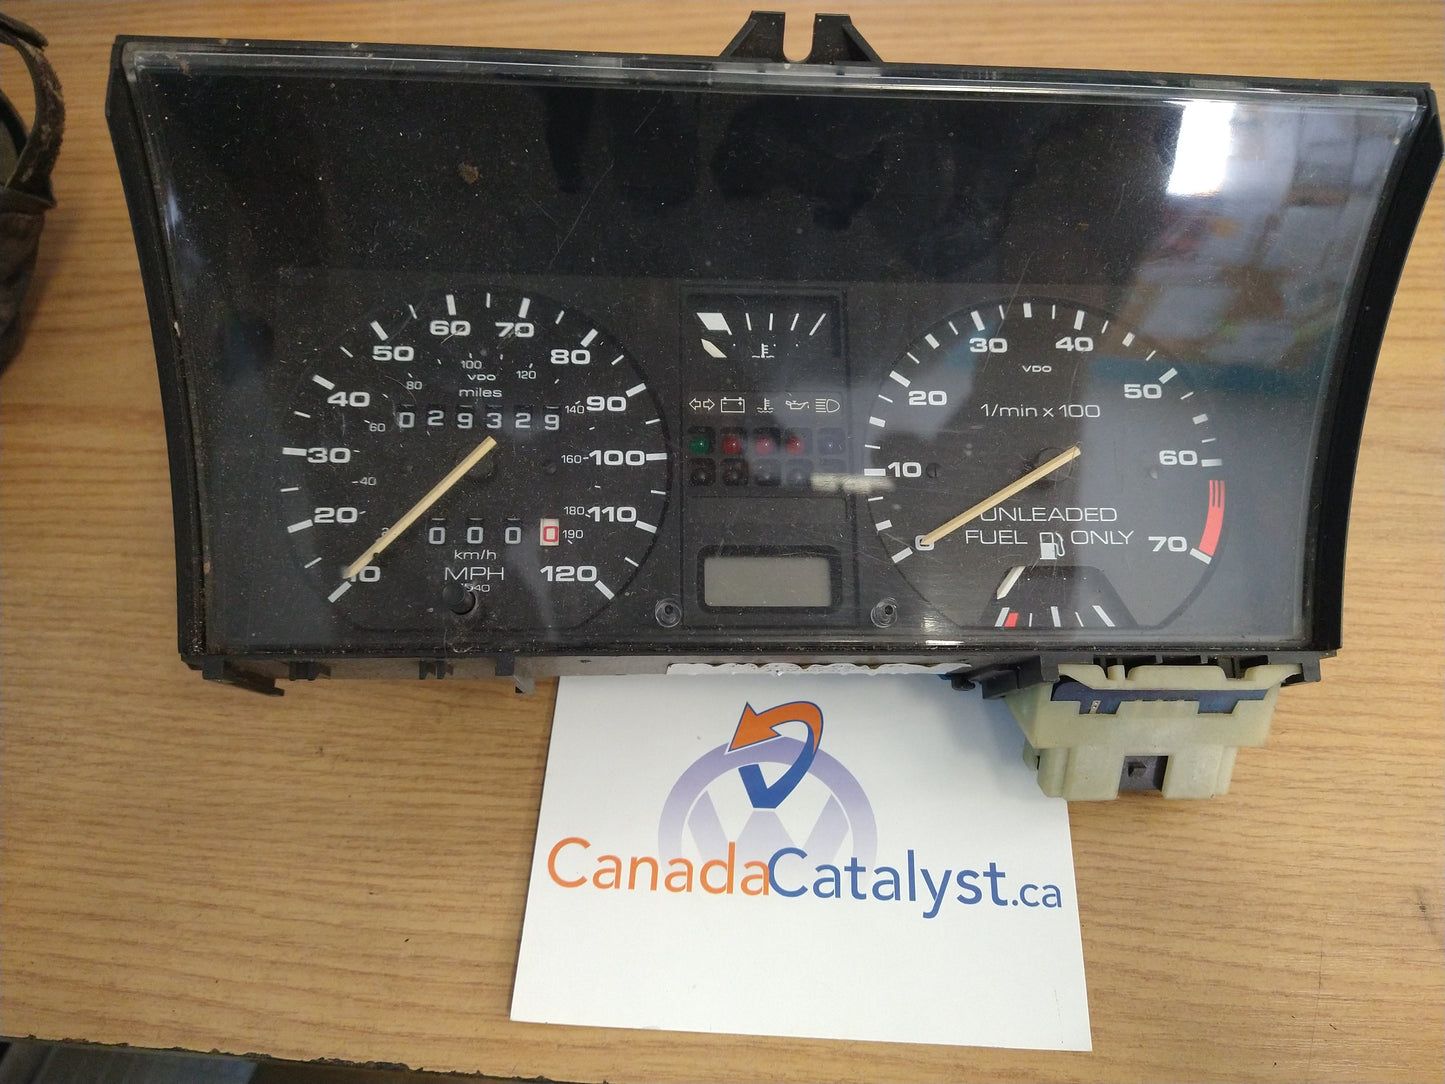 60 70
50 80
100
VDO 120
80
miles
40 90
140
60
0 2 9 3 2 9
30 160 100
40
20 180 110
0 0 0 0 190
km/h
10 MPH 120
30 40
VDO
20 50
1/min x 100
10 60
UNLEADED
0 FUEL ONLY 70
CanadaCatalyst.ca